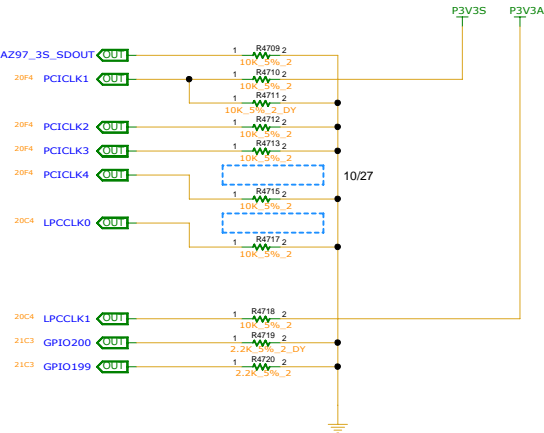 P3V3S P3V3A
AZ97_3S_SDOUT OUT 1 R4709 2
10K_5%_2
20F4 PCICLK1 OUT 1 R4710 2
10K_5%_2
1 R4711 2
10K_5%_2_DY
20F4 PCICLK2 OUT 1 R4712 2
10K_5%_2
20F4 PCICLK3 OUT 1 R4713 2
10K_5%_2
20F4 PCICLK4 OUT 10/27
1 R4715 2
10K_5%_2
20C4 LPCCLK0 OUT
1 R4717 2
10K_5%_2
20C4 LPCCLK1 OUT 1 R4718 2
10K_5%_2
21C3 GPIO200 OUT 1 R4719 2
2.2K_5%_2_DY
21C3 GPIO199 OUT 1 R4720 2
2.2K_5%_2